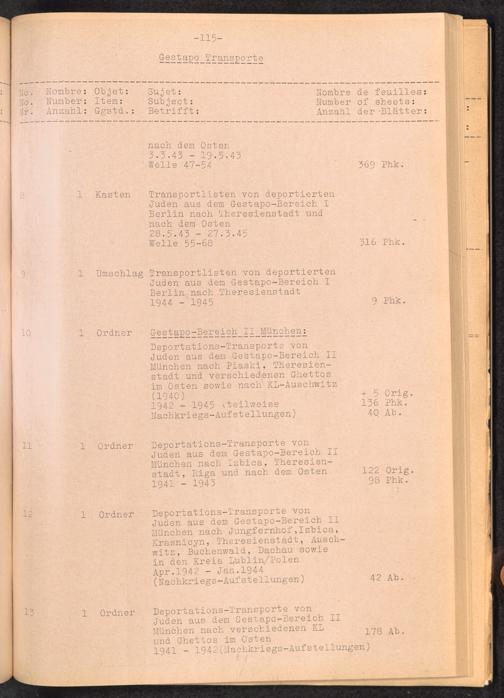 -115-
Gestapo Transporte
No. Nombre: Objet: Sujet: Nombre de feuilles:
No. Number: Item: Subject: Number of sheets:
Nr. Anzahl: Ggstd.: Betrifft: Anzahl der Blätter:
nach dem Osten
3.3.43 - 19.5.43
Welle 47-54 369 Phk.
8 1 Kasten Transportlisten von deportierten
Juden aus dem Gestapo-Bereich I
Berlin nach Theresienstadt und
nach dem Osten
28.5.43 - 27.3.45
Welle 55-68 316 Phk.
9 1 Umschlag Transportlisten von deportierten
Juden aus dem Gestapo-Bereich I
Berlin nach Theresienstadt
1944 - 1945 9 Phk.
10 1 Ordner Gestapo-Bereich II München:
Deportations-Transporte von
Juden aus dem Gestapo-Bereich II
München nach Piaski, Theresien-
stadt und verschiedenen Ghettos
im Osten sowie nach KL-Auschwitz
(1940) + 5 Orig.
1942 - 1945 (teilweise 136 Phk.
Nachkriegs-Aufstellungen) 40 Ab.
11 1 Ordner Deportations-Transporte von
Juden aus dem Gestapo-Bereich II
München nach Izbica, Theresien-
stadt, Riga und nach dem Osten 122 Orig.
1941 - 1943 98 Phk.
12 1 Ordner Deportations-Transporte von
Juden aus dem Gestapo-Bereich II
München nach Jungfernhof, Izbica,
Krasnicyn, Theresienstadt, Ausch-
witz, Buchenwald, Dachau sowie
in den Kreis Lublin/Polen
Apr.1942 - Jan.1944
(Nachkriegs-Aufstellungen) 42 Ab.
13 1 Ordner Deportations-Transporte von
Juden aus dem Gestapo-Bereich II
München nach verschiedenen KL
und Ghettos im Osten 178 Ab.
1941 - 1942(Nachkriegs-Aufstellungen)